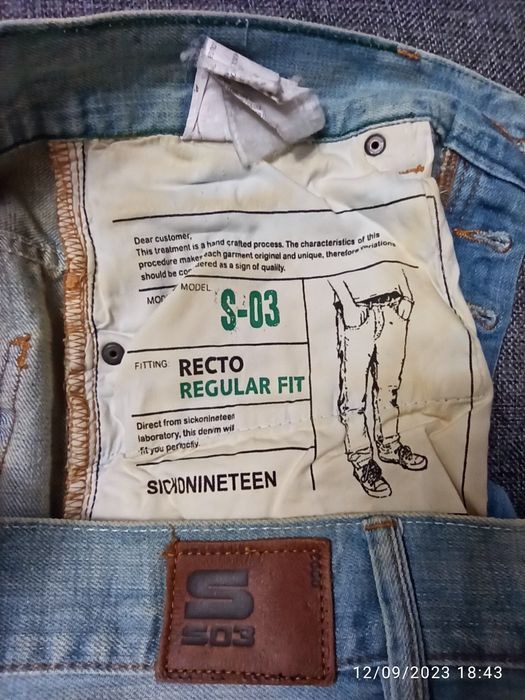 Dear customer,
This treatment is a hand crafted process. The characteristics of this
procedure makes each garment original and unique, therefore variations
should be considered as a sign of quality.
MODEL
S-03
FITTING: RECTO
REGULAR FIT
Direct from sickonineteen
laboratory, this denim will
fit you perfectly.
SICKONINETEEN
S
S03
12/09/2023 18:43